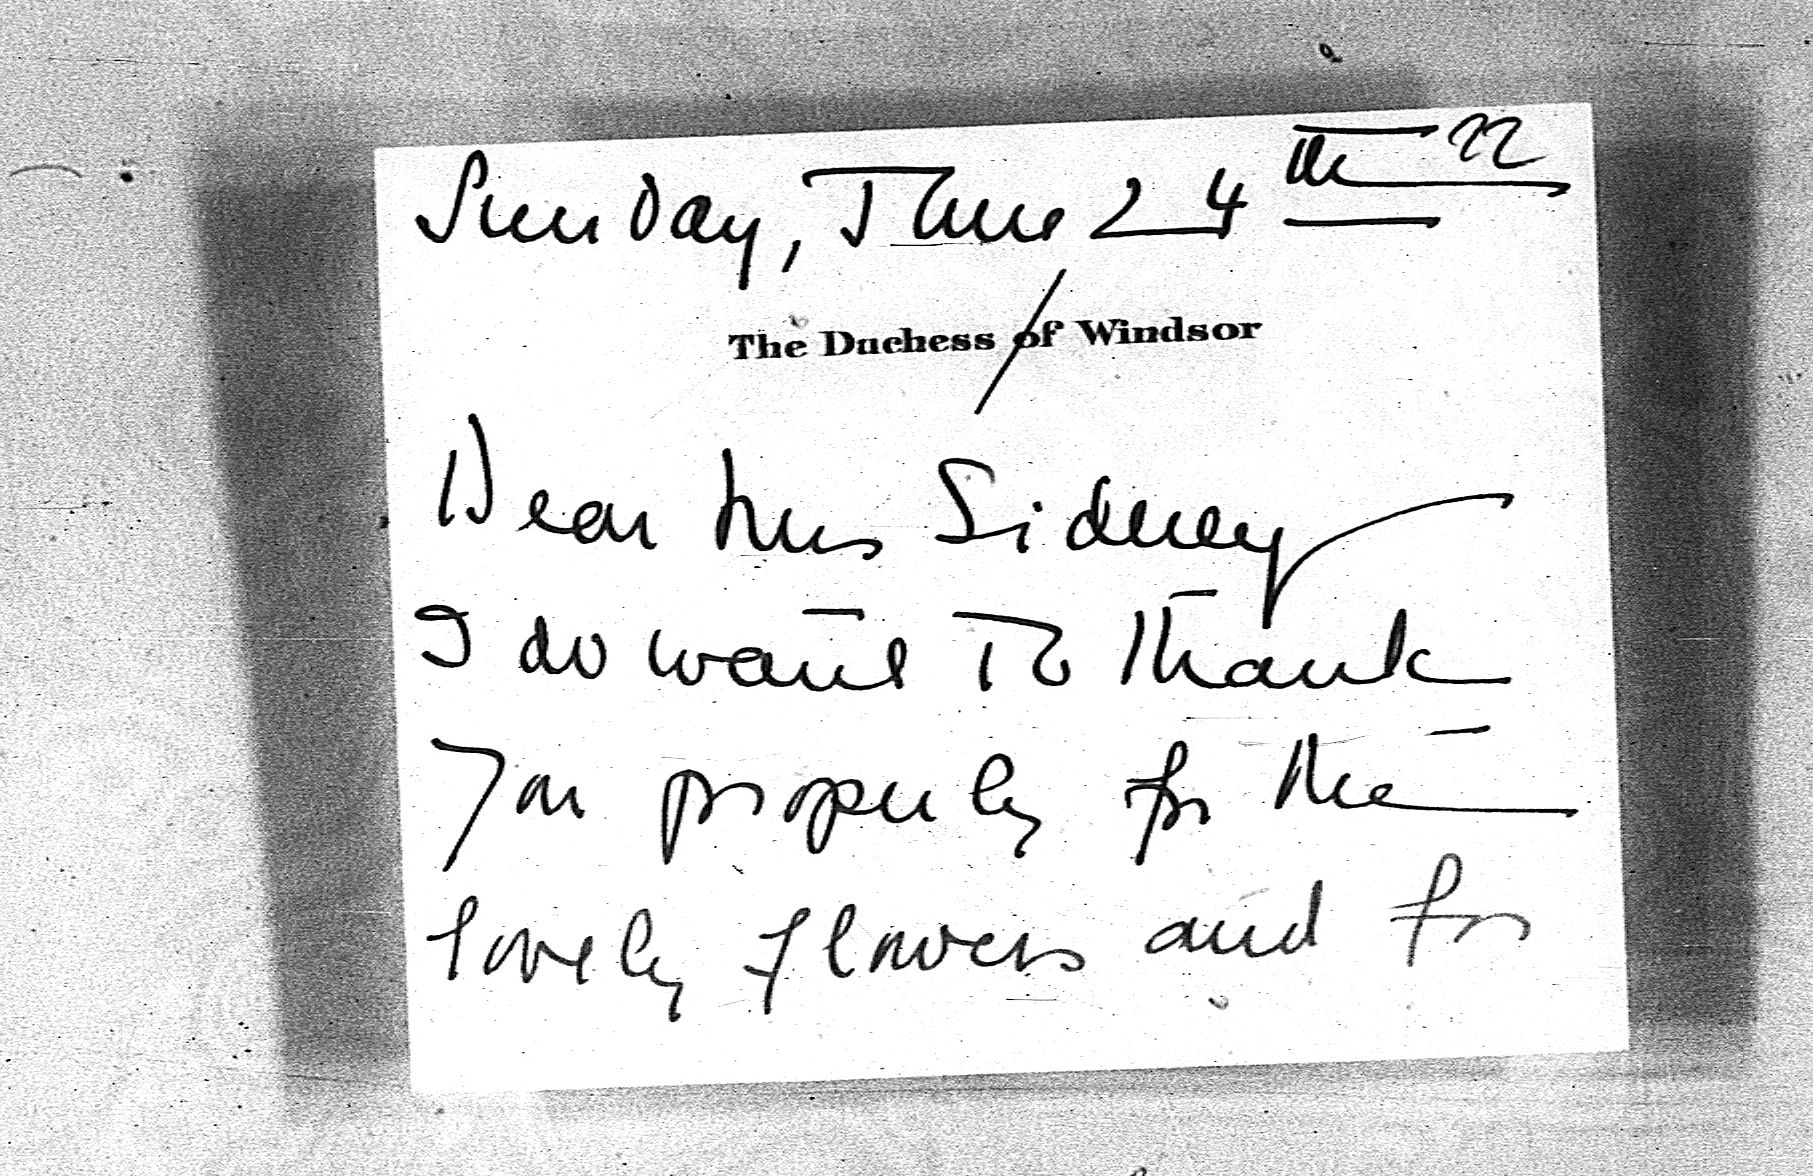 Sunday, June 24th 72
The Duchess of Windsor
Dear Mrs Sidney
I do want to thank
you properly for the
lovely flowers and for